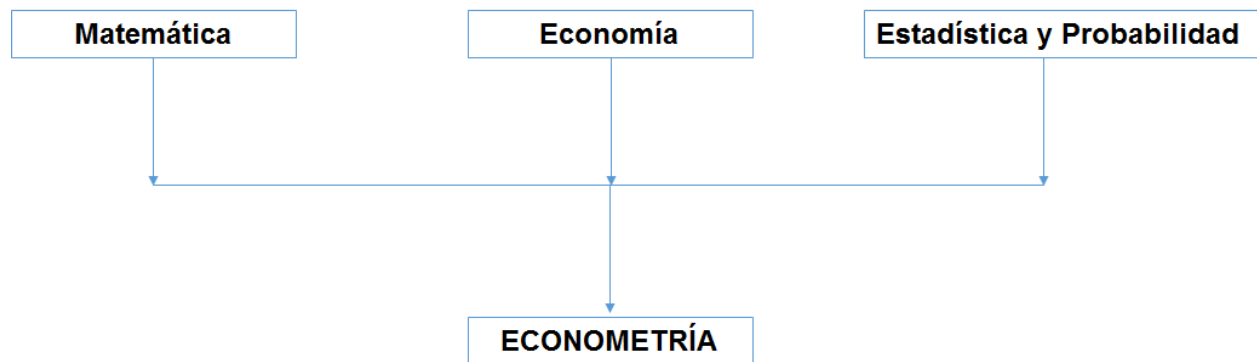 Matemática
Economía
Estadística y Probabilidad
ECONOMETRÍA